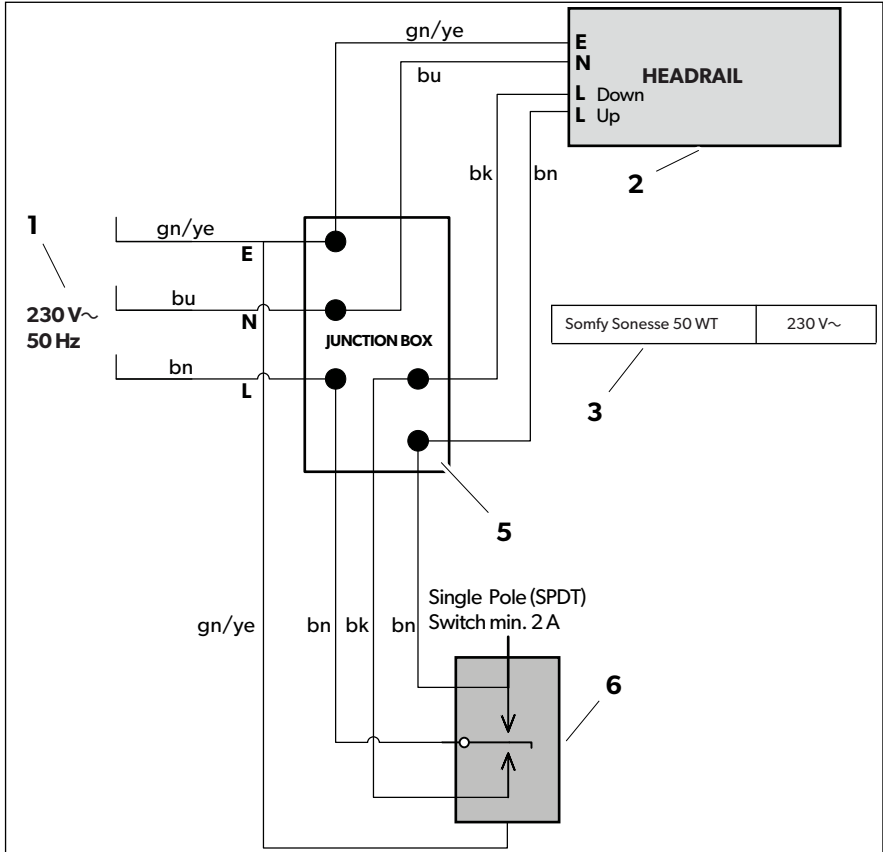 gn/ye
E
N
HEADRAIL
bu
L Down
L Up
bk
bn
2
1
gn/ye
E
bu
230 V~
50 Hz
N
JUNCTION BOX
Somfy Sonesse 50 WT
230 V~
bn
L
3
5
Single Pole (SPDT)
Switch min. 2 A
gn/ye
bn
bk
bn
6